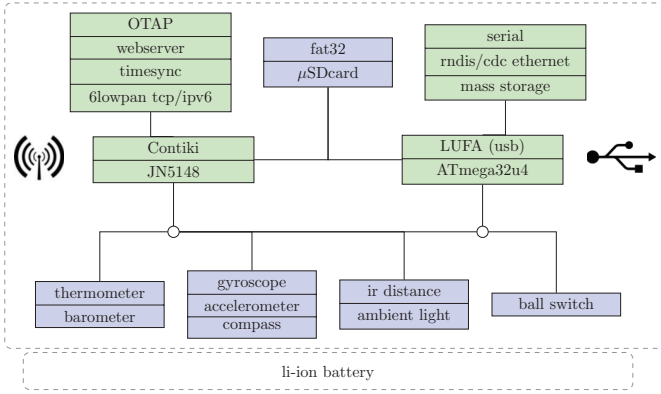 OTAP
webserver
timesync
6lowpan tcp/ipv6
fat32
μSDcard
serial
rndis/cdc ethernet
mass storage
Contiki
JN5148
LUFA (usb)
ATmega32u4
thermometer
barometer
gyroscope
accelerometer
compass
ir distance
ambient light
ball switch
li-ion battery